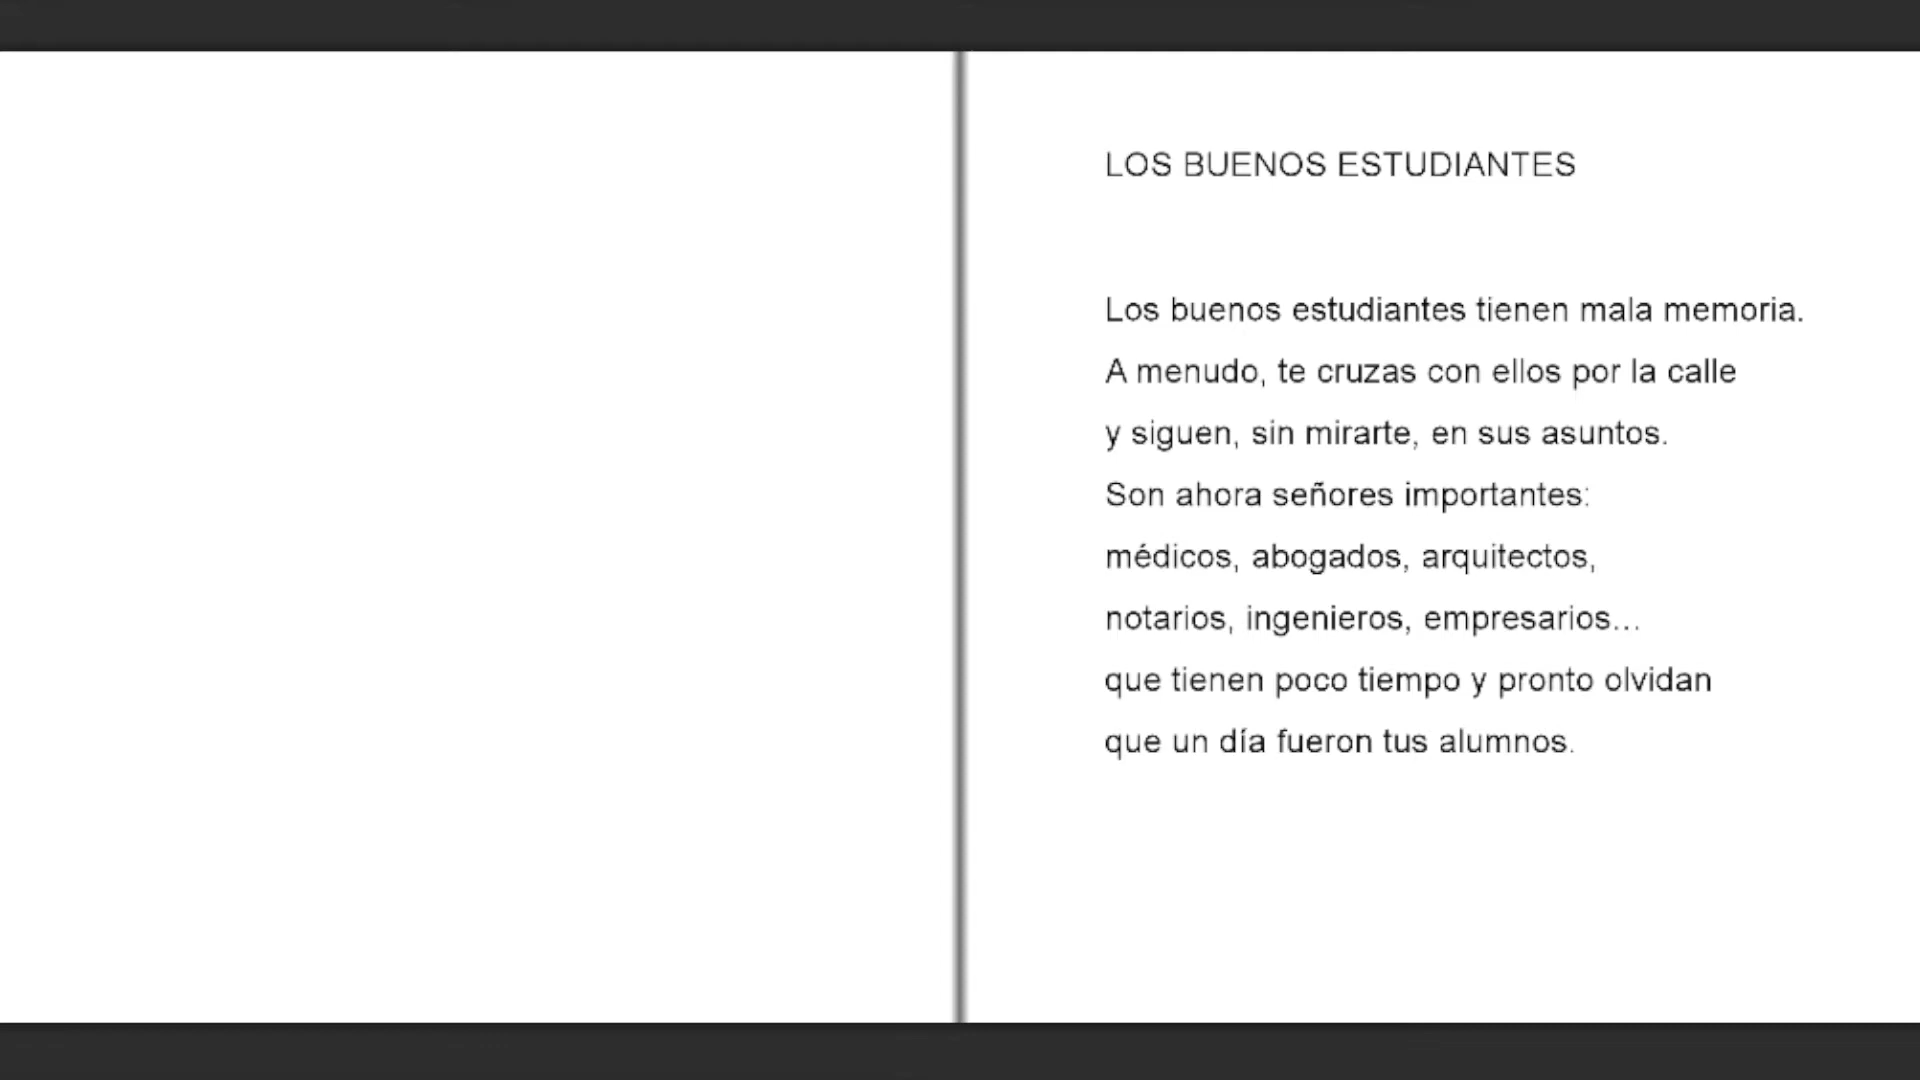 LOS BUENOS ESTUDIANTES
Los buenos estudiantes tienen mala memoria.
A menudo, te cruzas con ellos por la calle
y siguen, sin mirarte, en sus asuntos.
Son ahora señores importantes:
médicos, abogados, arquitectos,
notarios, ingenieros, empresarios...
que tienen poco tiempo y pronto olvidan
que un día fueron tus alumnos.